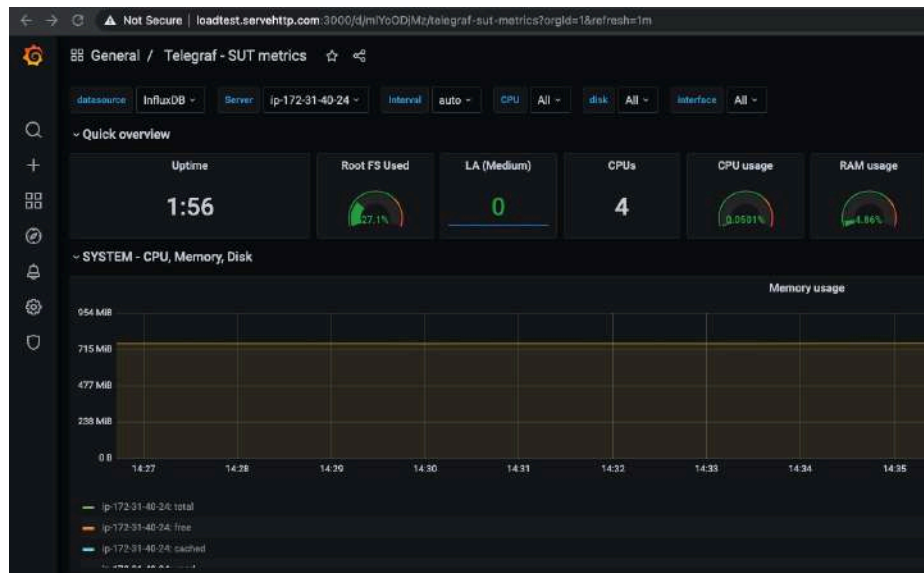 Not Secure | loadtest.servehttp.com:3000/d/mIYoODjMz/telegraf-sut-metrics?orgId=1&refresh=1m
General / Telegraf - SUT metrics
datasource InfluxDB Server ip-172-31-40-24 Interval auto CPU All disk All interface All
Quick overview
Uptime Root FS Used LA (Medium) CPUs CPU usage RAM usage
1:56 27.1% 0 4 0.0501% 4.86%
SYSTEM - CPU, Memory, Disk
Memory usage
954 MiB
715 MiB
477 MiB
238 MiB
0 B
14:27 14:28 14:29 14:30 14:31 14:32 14:33 14:34 14:35
ip-172-31-40-24: total
ip-172-31-40-24: free
ip-172-31-40-24: cached